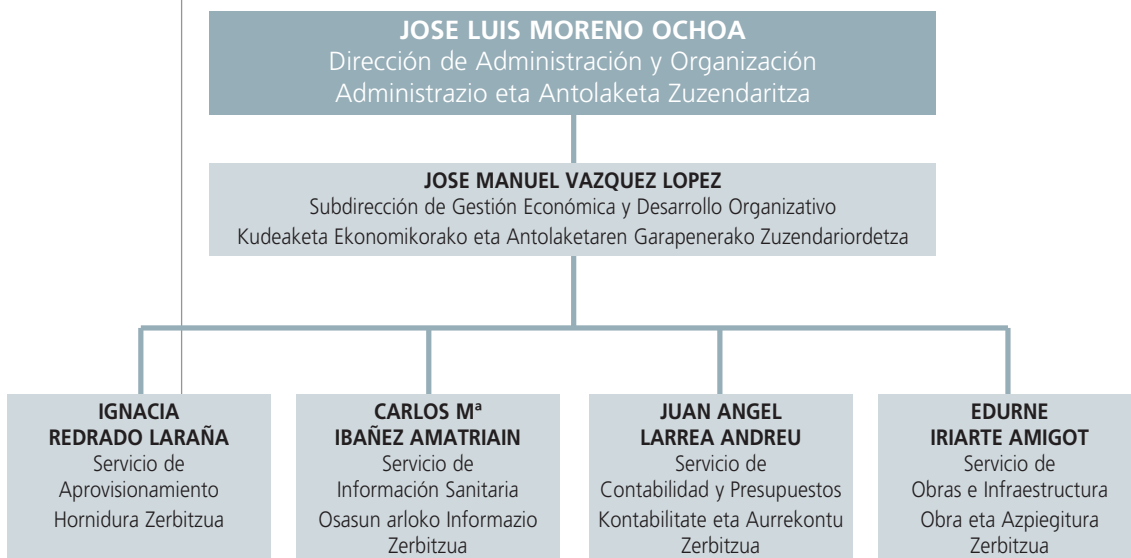 JOSE LUIS MORENO OCHOA
Dirección de Administración y Organización
Administrazio eta Antolaketa Zuzendaritza
JOSE MANUEL VAZQUEZ LOPEZ
Subdirección de Gestión Económica y Desarrollo Organizativo
Kudeaketa Ekonomikorako eta Antolaketaren Garapenerako Zuzendariordetza
IGNACIA
REDRADO LARAÑA
Servicio de
Aprovisionamiento
Hornidura Zerbitzua
CARLOS Mª
IBAÑEZ AMATRIAIN
Servicio de
Información Sanitaria
Osasun arloko Informazio
Zerbitzua
JUAN ANGEL
LARREA ANDREU
Servicio de
Contabilidad y Presupuestos
Kontabilitate eta Aurrekontu
Zerbitzua
EDURNE
IRIARTE AMIGOT
Servicio de
Obras e Infraestructura
Obra eta Azpiegitura
Zerbitzua